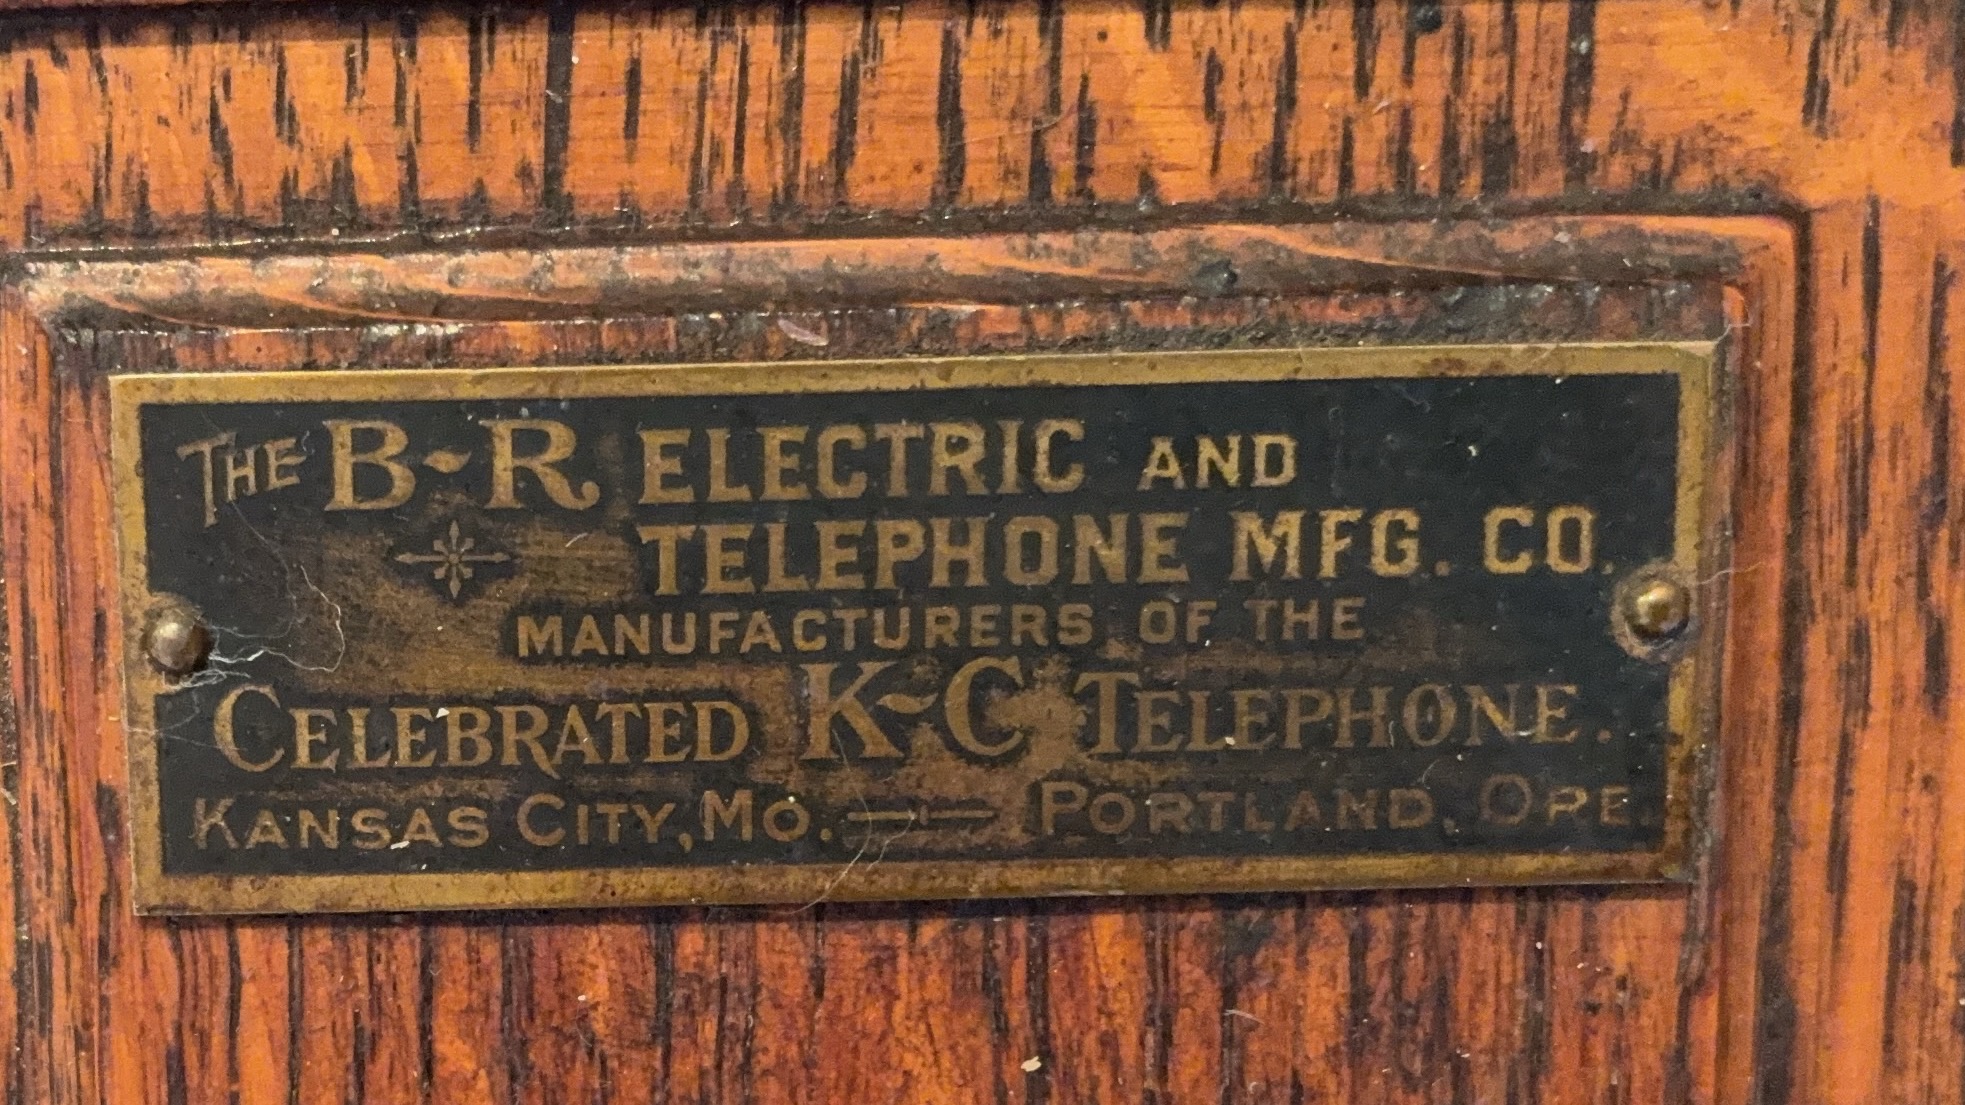 THE B-R ELECTRIC AND
TELEPHONE MFG. CO.
MANUFACTURERS OF THE
CELEBRATED K-C TELEPHONE.
KANSAS CITY, MO. — PORTLAND, ORE.